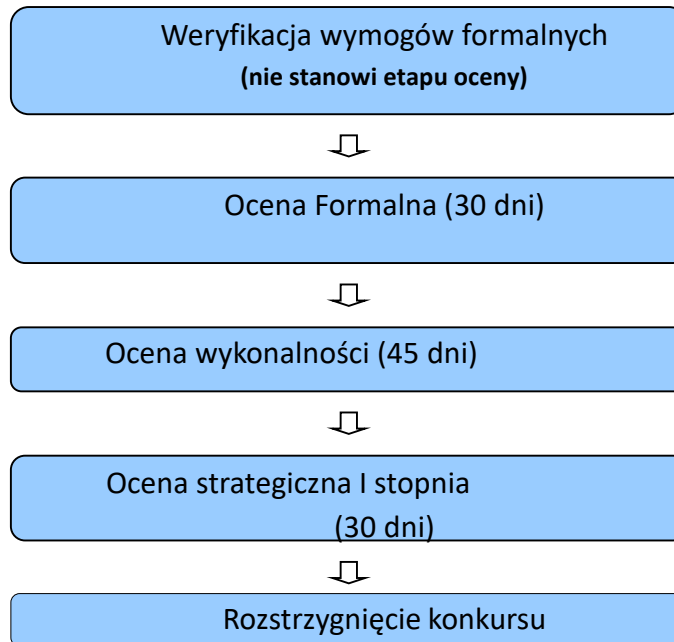 Weryfikacja wymogów formalnych
(nie stanowi etapu oceny)
Ocena Formalna (30 dni)
Ocena wykonalności (45 dni)
Ocena strategiczna I stopnia
(30 dni)
Rozstrzygnięcie konkursu